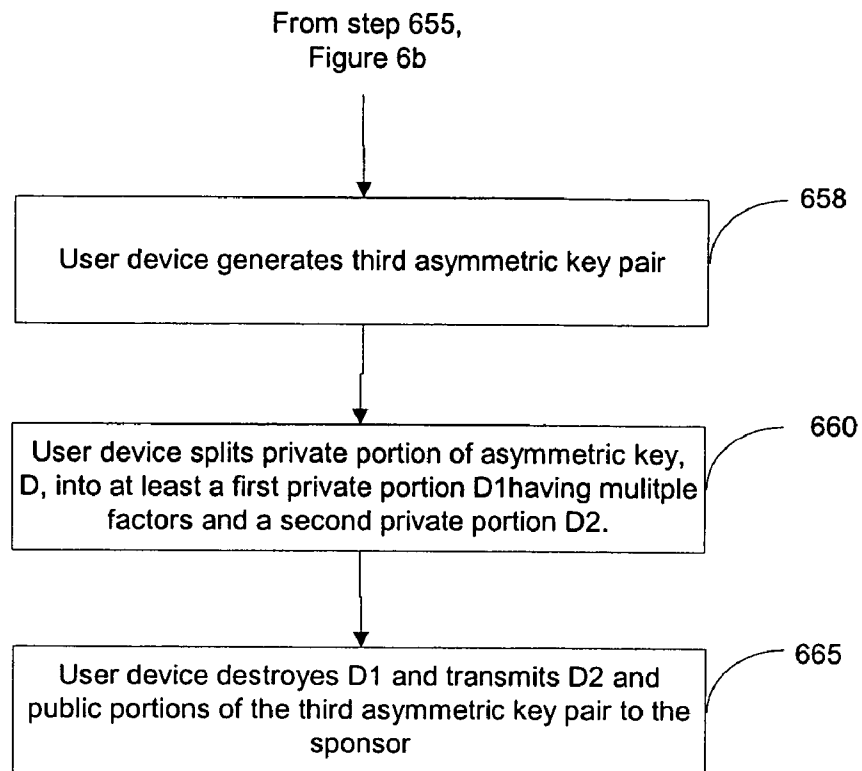 From step 655,
Figure 6b
658
User device generates third asymmetric key pair
660
User device splits private portion of asymmetric key,
D, into at least a first private portion D1having mulitple
factors and a second private portion D2.
665
User device destroyes D1 and transmits D2 and
public portions of the third asymmetric key pair to the
sponsor